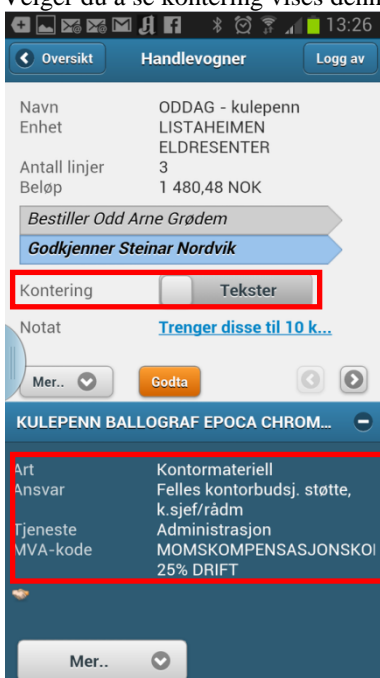 Velger du å se kontering vises denn
13:26
Oversikt Handlevogner Logg av
Navn ODDAG - kulepenn
Enhet LISTAHEIMEN
ELDRESENTER
Antall linjer 3
Beløp 1 480,48 NOK
Bestiller Odd Arne Grødem
Godkjenner Steinar Nordvik
Kontering Tekster
Notat Trenger disse til 10 k...
Mer.. Godta
KULEPENN BALLOGRAF EPOCA CHROM...
Art Kontormateriell
Ansvar Felles kontorbudsj. støtte,
k.sjef/rådm
Tjeneste Administrasjon
MVA-kode MOMSKOMPENSASJONSKO
25% DRIFT
Mer..